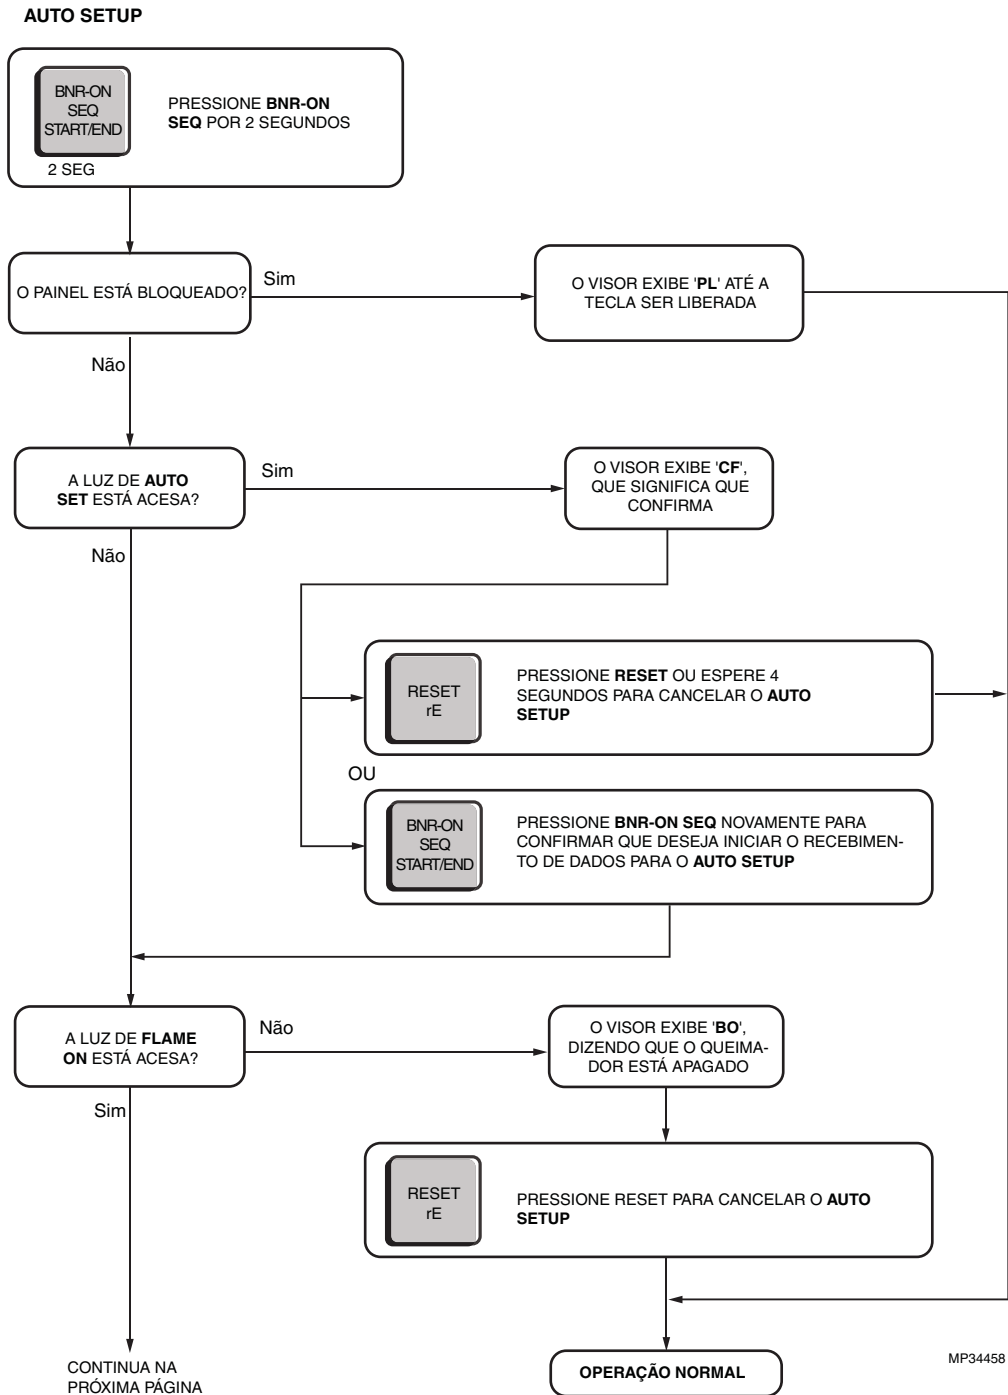 AUTO SETUP
BNR-ON
SEQ
START/END
2 SEG
PRESSIONE BNR-ON
SEQ POR 2 SEGUNDOS
O PAINEL ESTÁ BLOQUEADO?
Sim
O VISOR EXIBE 'PL' ATÉ A
TECLA SER LIBERADA
Não
A LUZ DE AUTO
SET ESTÁ ACESA?
Sim
O VISOR EXIBE 'CF',
QUE SIGNIFICA QUE
CONFIRMA
Não
RESET
rE
PRESSIONE RESET OU ESPERE 4
SEGUNDOS PARA CANCELAR O AUTO
SETUP
OU
BNR-ON
SEQ
START/END
PRESSIONE BNR-ON SEQ NOVAMENTE PARA
CONFIRMAR QUE DESEJA INICIAR O RECEBIMEN-
TO DE DADOS PARA O AUTO SETUP
A LUZ DE FLAME
ON ESTÁ ACESA?
Não
O VISOR EXIBE 'BO',
DIZENDO QUE O QUEIMA-
DOR ESTÁ APAGADO
Sim
RESET
rE
PRESSIONE RESET PARA CANCELAR O AUTO
SETUP
CONTINUA NA
PRÓXIMA PÁGINA
OPERAÇÃO NORMAL
MP34458